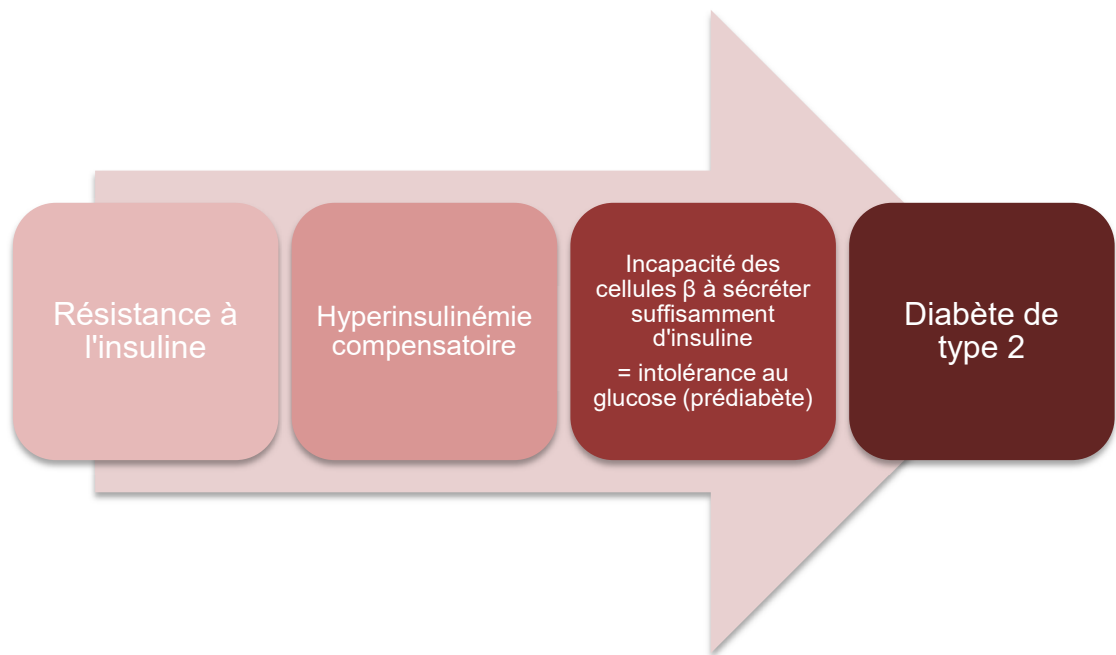 Résistance à
l'insuline
Hyperinsulinémie
compensatoire
Incapacité des
cellules β à sécréter
suffisamment
d'insuline
= intolérance au
glucose (prédiabète)
Diabète de
type 2